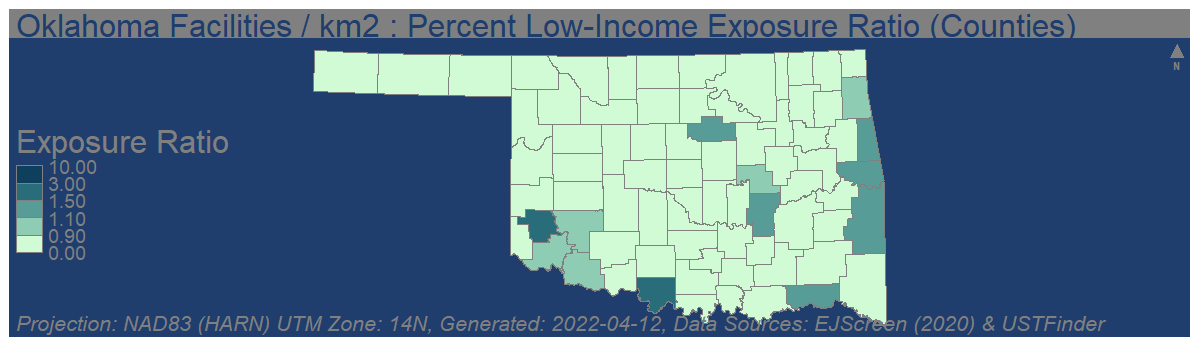 Oklahoma Facilities / km2 : Percent Low-Income Exposure Ratio (Counties)
N
Exposure Ratio
10.00
3.00
1.50
1.10
0.90
0.00
Projection: NAD83 (HARN) UTM Zone: 14N, Generated: 2022-04-12, Data Sources: EJScreen (2020) & USTFinder